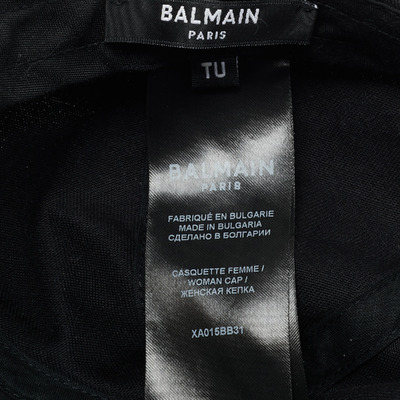 BALMAIN
PARIS
TU
BALMAIN
PARIS
FABRIQUÉ EN BULGARIE
MADE IN BULGARIA
СДЕЛАНО В БОЛГАРИИ
CASQUETTE FEMME /
WOMAN CAP /
ЖЕНСКАЯ КЕПКА
XA015BB31